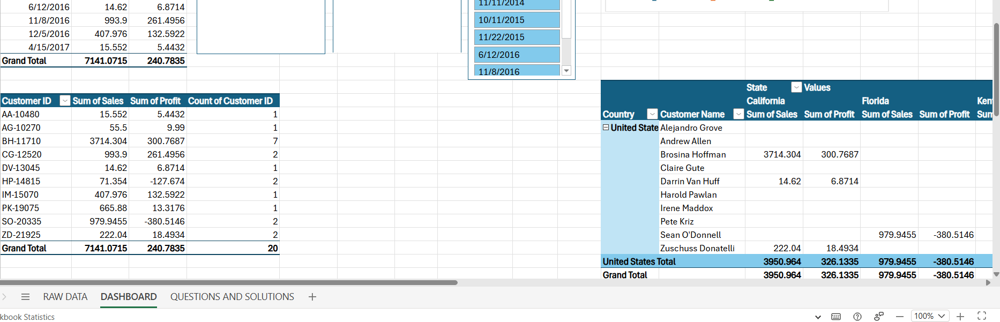 6/12/2016 14.62 6.8714
11/8/2016 993.9 261.4956
12/5/2016 407.976 132.5922
4/15/2017 15.552 5.4432
Grand Total 7141.0715 240.7835
11/11/2014
10/11/2015
11/22/2015
6/12/2016
11/8/2016
Customer ID Sum of Sales Sum of Profit Count of Customer ID
AA-10480 15.552 5.4432 1
AG-10270 55.5 9.99 1
BH-11710 3714.304 300.7687 7
CG-12520 993.9 261.4956 2
DV-13045 14.62 6.8714 1
HP-14815 71.354 -127.674 2
IM-15070 407.976 132.5922 1
PK-19075 665.88 13.3176 1
SO-20335 979.9455 -380.5146 2
ZD-21925 222.04 18.4934 2
Grand Total 7141.0715 240.7835 20
State Values
California Florida Ken
Country Customer Name Sum of Sales Sum of Profit Sum of Sales Sum of Profit Sum
United State Alejandro Grove
Andrew Allen
Brosina Hoffman 3714.304 300.7687
Claire Gute
Darrin Van Huff 14.62 6.8714
Harold Pawlan
Irene Maddox
Pete Kriz
Sean O'Donnell 979.9455 -380.5146
Zuschuss Donatelli 222.04 18.4934
United States Total 3950.964 326.1335 979.9455 -380.5146
Grand Total 3950.964 326.1335 979.9455 -380.5146
RAW DATA DASHBOARD QUESTIONS AND SOLUTIONS
kbook Statistics
100%